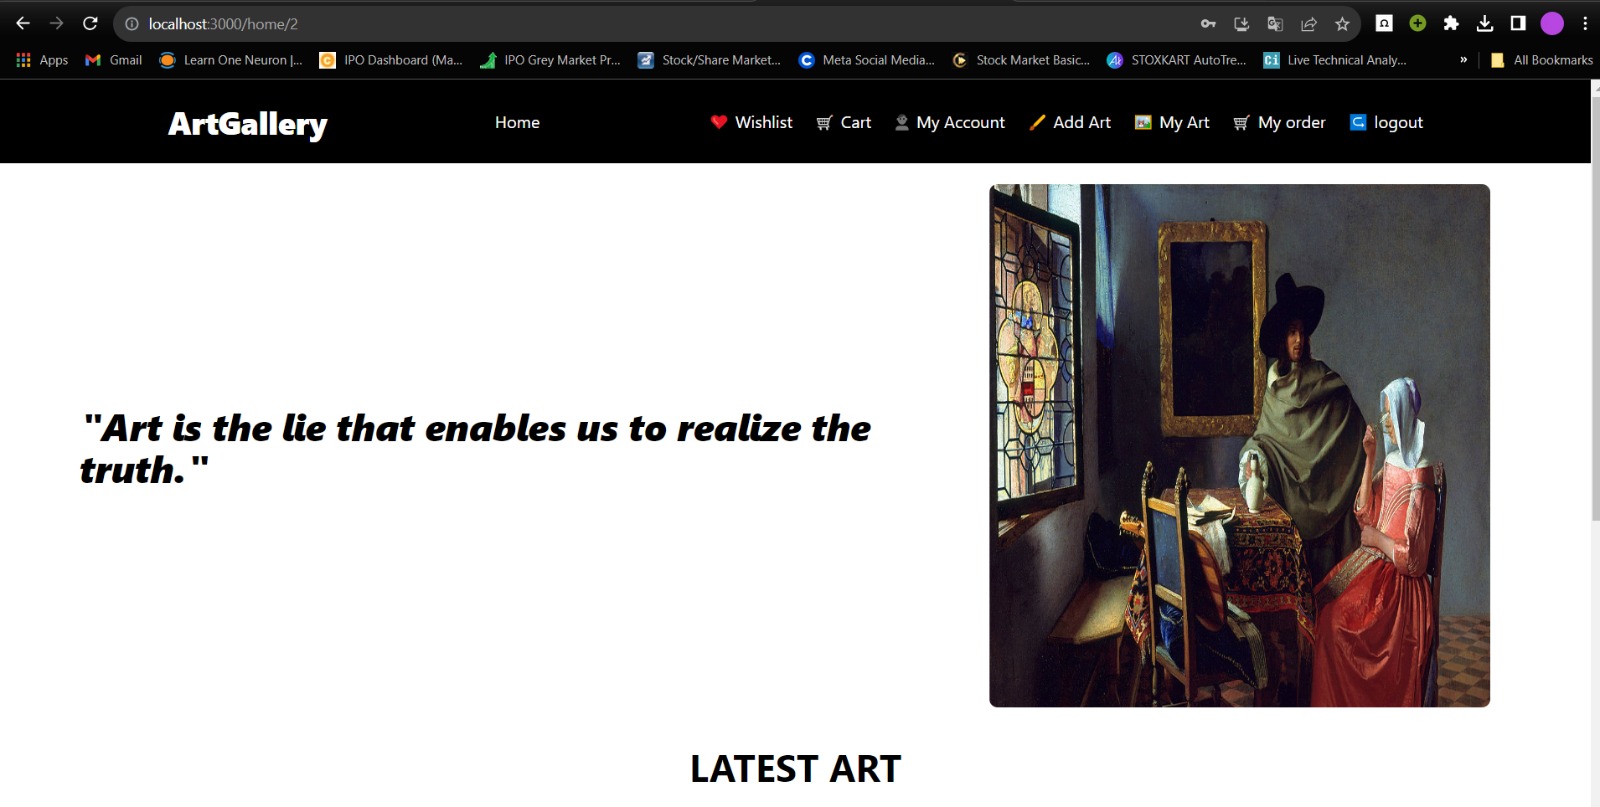 localhost:3000/home/2
Apps Gmail Learn One Neuron |... IPO Dashboard (Ma... IPO Grey Market Pr... Stock/Share Market... Meta Social Media... Stock Market Basic... STOXKART AutoTre... Live Technical Analy... » All Bookmarks
ArtGallery Home Wishlist Cart My Account Add Art My Art My order logout
"Art is the lie that enables us to realize the
truth."
LATEST ART